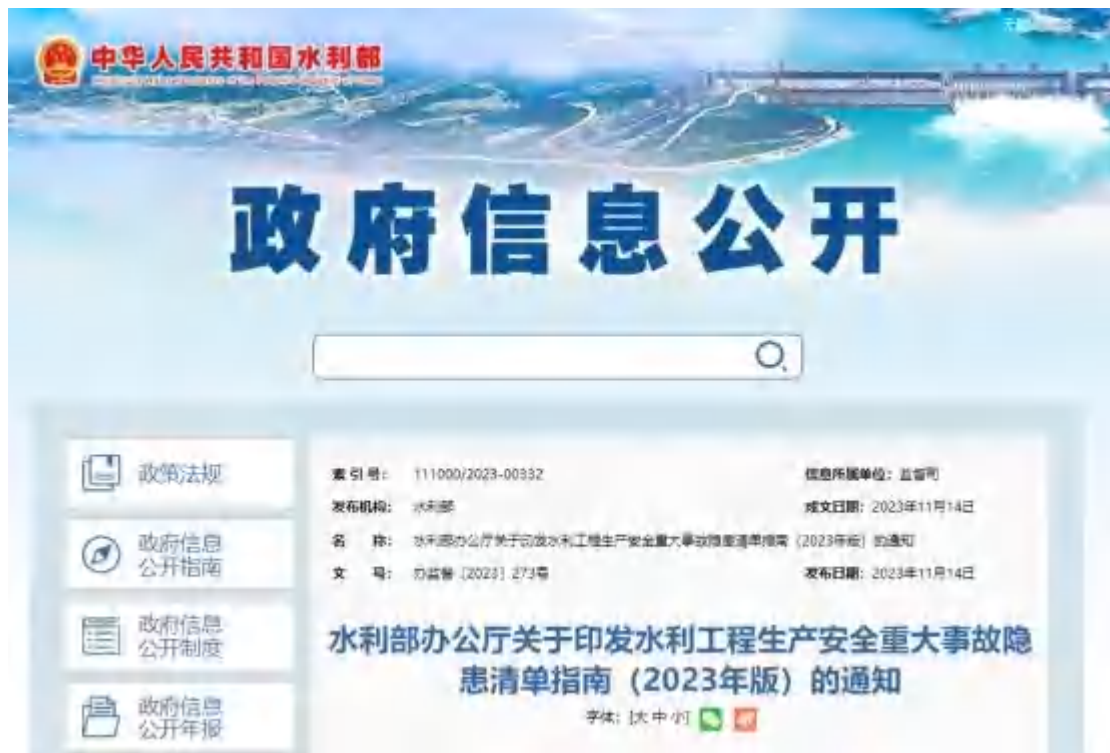 中华人民共和国水利部
政府信息公开
政策法规
政府信息
公开指南
政府信息
公开制度
政府信息
公开年报
索引号： 111000/2023-00332 信息所属单位：监督司
发布机构： 水利部 成文日期：2023年11月14日
名 称： 水利部办公厅关于印发水利工程生产安全重大事故隐患清单指南（2023年版）的通知
文 号： 办监督〔2023〕273号 发布日期：2023年11月14日
水利部办公厅关于印发水利工程生产安全重大事故隐
患清单指南（2023年版）的通知
字体：[大 中 小]